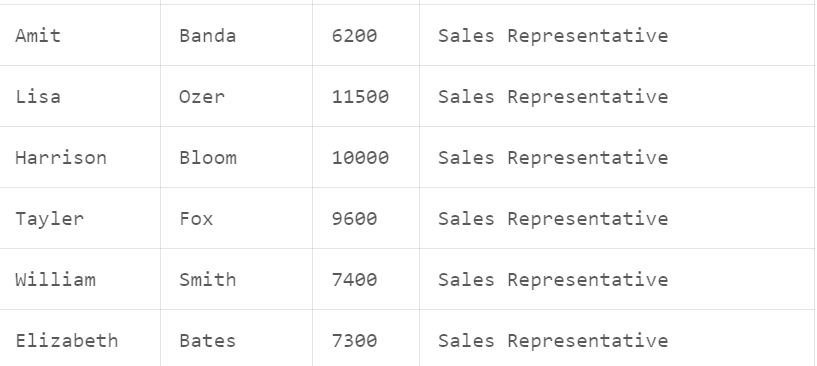 Amit Banda 6200 Sales Representative
Lisa Ozer 11500 Sales Representative
Harrison Bloom 10000 Sales Representative
Tayler Fox 9600 Sales Representative
William Smith 7400 Sales Representative
Elizabeth Bates 7300 Sales Representative